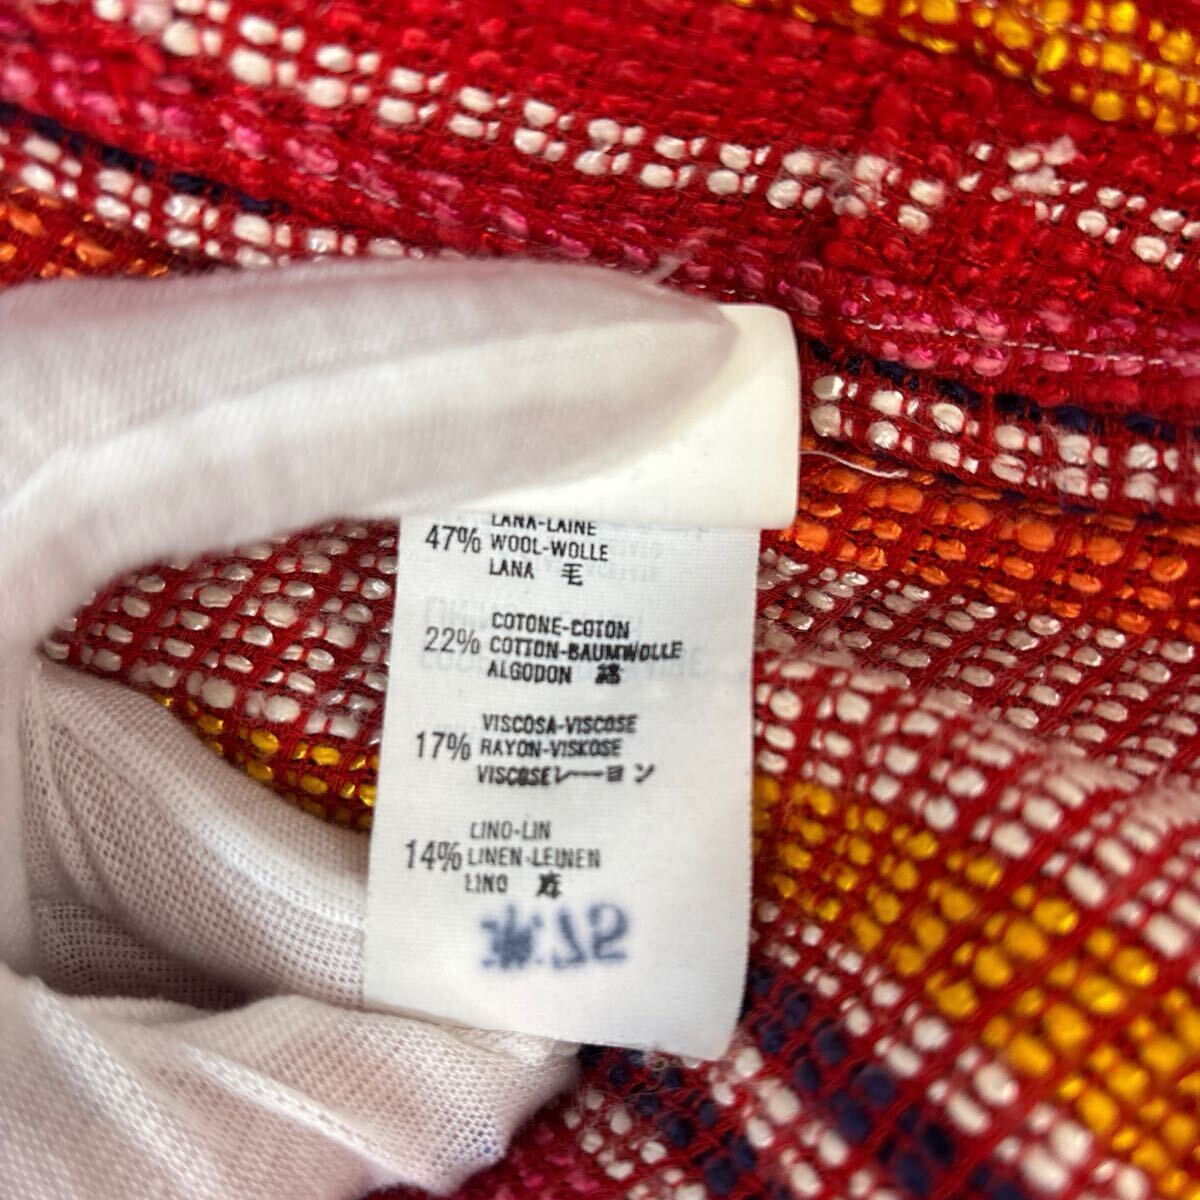 LANA-LAINE
47% WOOL-WOLLE
LANA 毛
COTONE-COTON
22% COTTON-BAUMWOLLE
ALGODON 綿
VISCOSA-VISCOSE
17% RAYON-VISKOSE
VISCOSEレーヨン
LINO-LIN
14% LINEN-LEINEN
LINO 麻